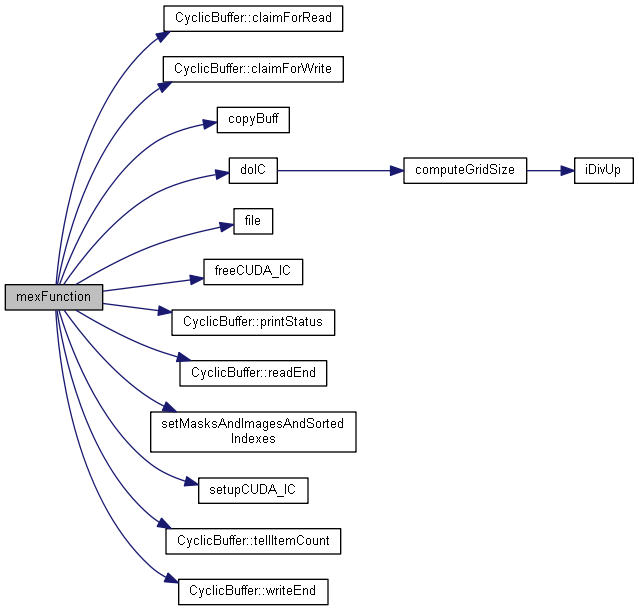 CyclicBuffer::claimForRead
CyclicBuffer::claimForWrite
copyBuff
doIC
computeGridSize
iDivUp
file
freeCUDA_IC
mexFunction
CyclicBuffer::printStatus
CyclicBuffer::readEnd
setMasksAndImagesAndSorted
Indexes
setupCUDA_IC
CyclicBuffer::tellItemCount
CyclicBuffer::writeEnd